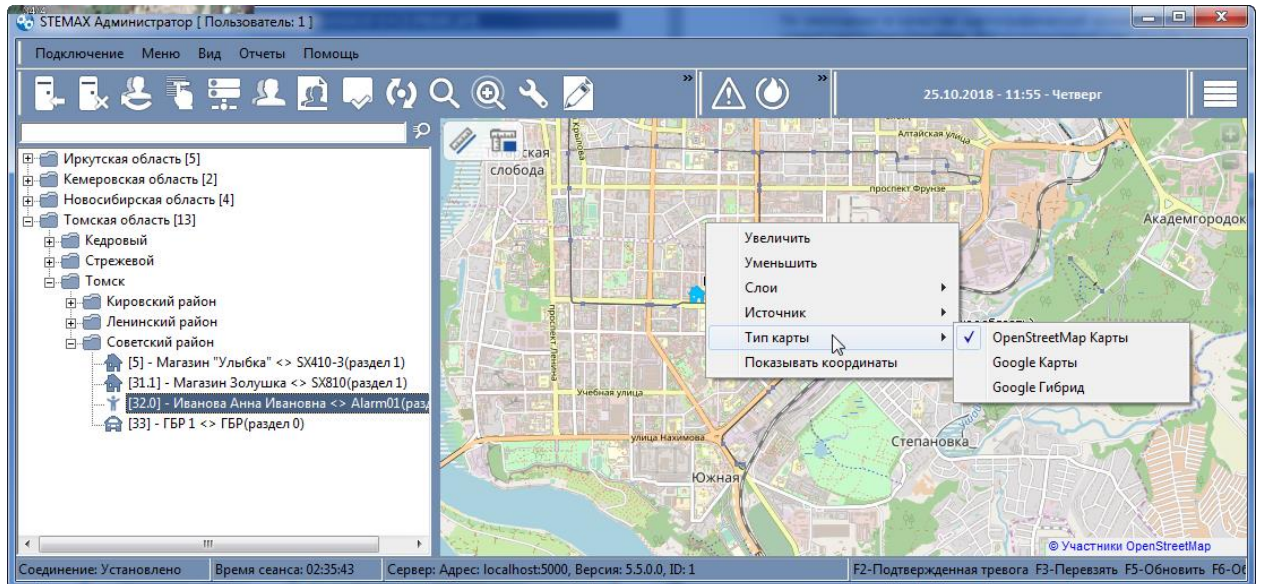 STEMAX Администратор [ Пользователь: 1 ]
Подключение Меню Вид Отчеты Помощь
» »
25.10.2018 - 11:55 - Четверг
Иркутская область [5]
Кемеровская область [2]
Новосибирская область [4]
Томская область [13]
Кедровый
Стрежевой
Томск
Кировский район
Ленинский район
Советский район
[5] - Магазин "Улыбка" <> SX410-3(раздел 1)
[31.1] - Магазин Золушка <> SX810(раздел 1)
[32.0] - Иванова Анна Ивановна <> Alarm01(разд
[33] - ГБР 1 <> ГБР(раздел 0)
Крылова
слобода
Алтайская улица
проспект Фрунзе
Академгородок
проспект Ленина
Учебная улица
улица Нахимова
Южная
Степановка
Увеличить
Уменьшить
Слои
Источник
Тип карты
Показывать координаты
OpenStreetMap Карты
Google Карты
Google Гибрид
© Участники OpenStreetMap
Соединение: Установлено Время сеанса: 02:35:43 Сервер: Адрес: localhost:5000, Версия: 5.5.0.0, ID: 1 F2-Подтвержденная тревога F3-Перевзять F5-Обновить F6-Об